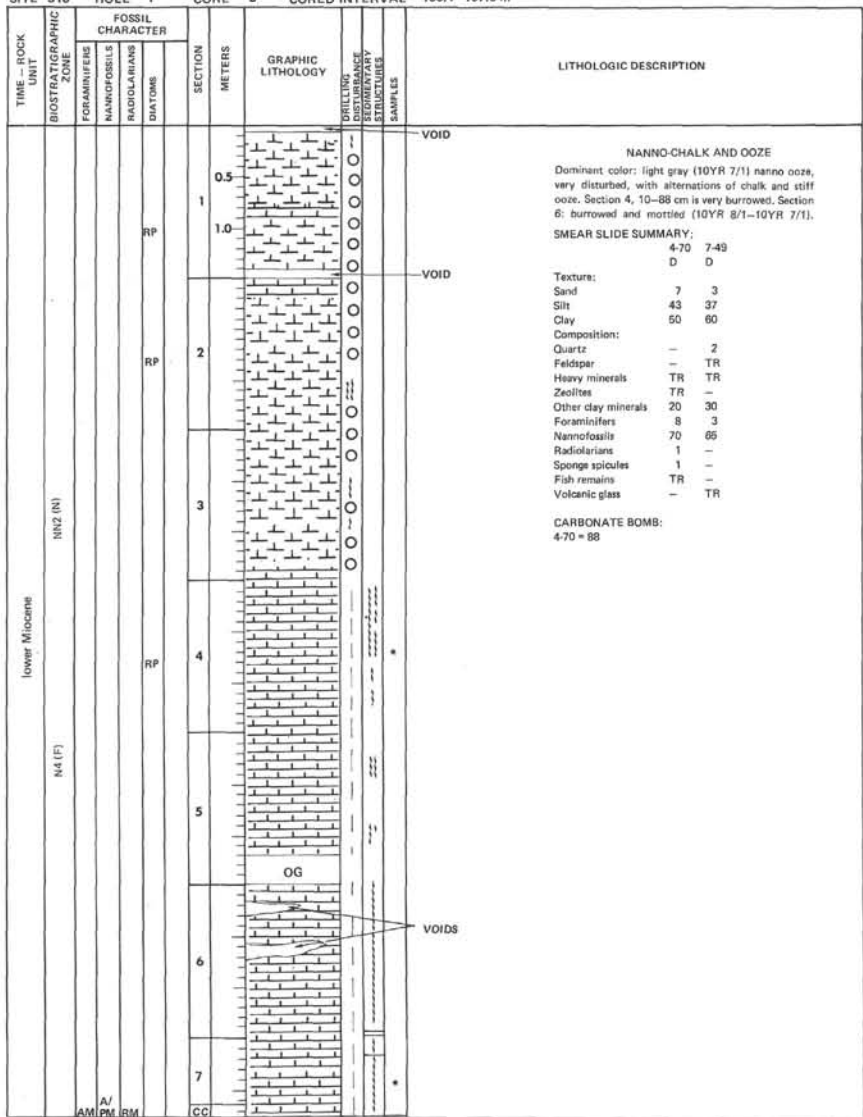 FOSSIL
CHARACTER
TIME – ROCK
UNIT
BIOSTRATIGRAPHIC
ZONE
FORAMINIFERS
NANNOFOSSILS
RADIOLARIANS
DIATOMS
SECTION
METERS
GRAPHIC
LITHOLOGY
DRILLING
DISTURBANCE
SEDIMENTARY
STRUCTURES
SAMPLES
LITHOLOGIC DESCRIPTION
lower Miocene
NN2 (N)
N4 (F)
RP
RP
RP
AM
A/
PM
RM
1
0.5
1.0
2
3
4
5
6
7
CC
OG
VOID
VOID
VOIDS
*
*
NANNO-CHALK AND OOZE
Dominant color: light gray (10YR 7/1) nanno ooze,
very disturbed, with alternations of chalk and stiff
ooze. Section 4, 10–88 cm is very burrowed. Section
6: burrowed and mottled (10YR 8/1–10YR 7/1).
SMEAR SLIDE SUMMARY:
4-70 7-49
D D
Texture:
Sand 7 3
Silt 43 37
Clay 50 60
Composition:
Quartz – 2
Feldspar – TR
Heavy minerals TR TR
Zeolites TR –
Other clay minerals 20 30
Foraminifers 8 3
Nannofossils 70 65
Radiolarians 1 –
Sponge spicules 1 –
Fish remains TR –
Volcanic glass – TR
CARBONATE BOMB:
4-70 = 88